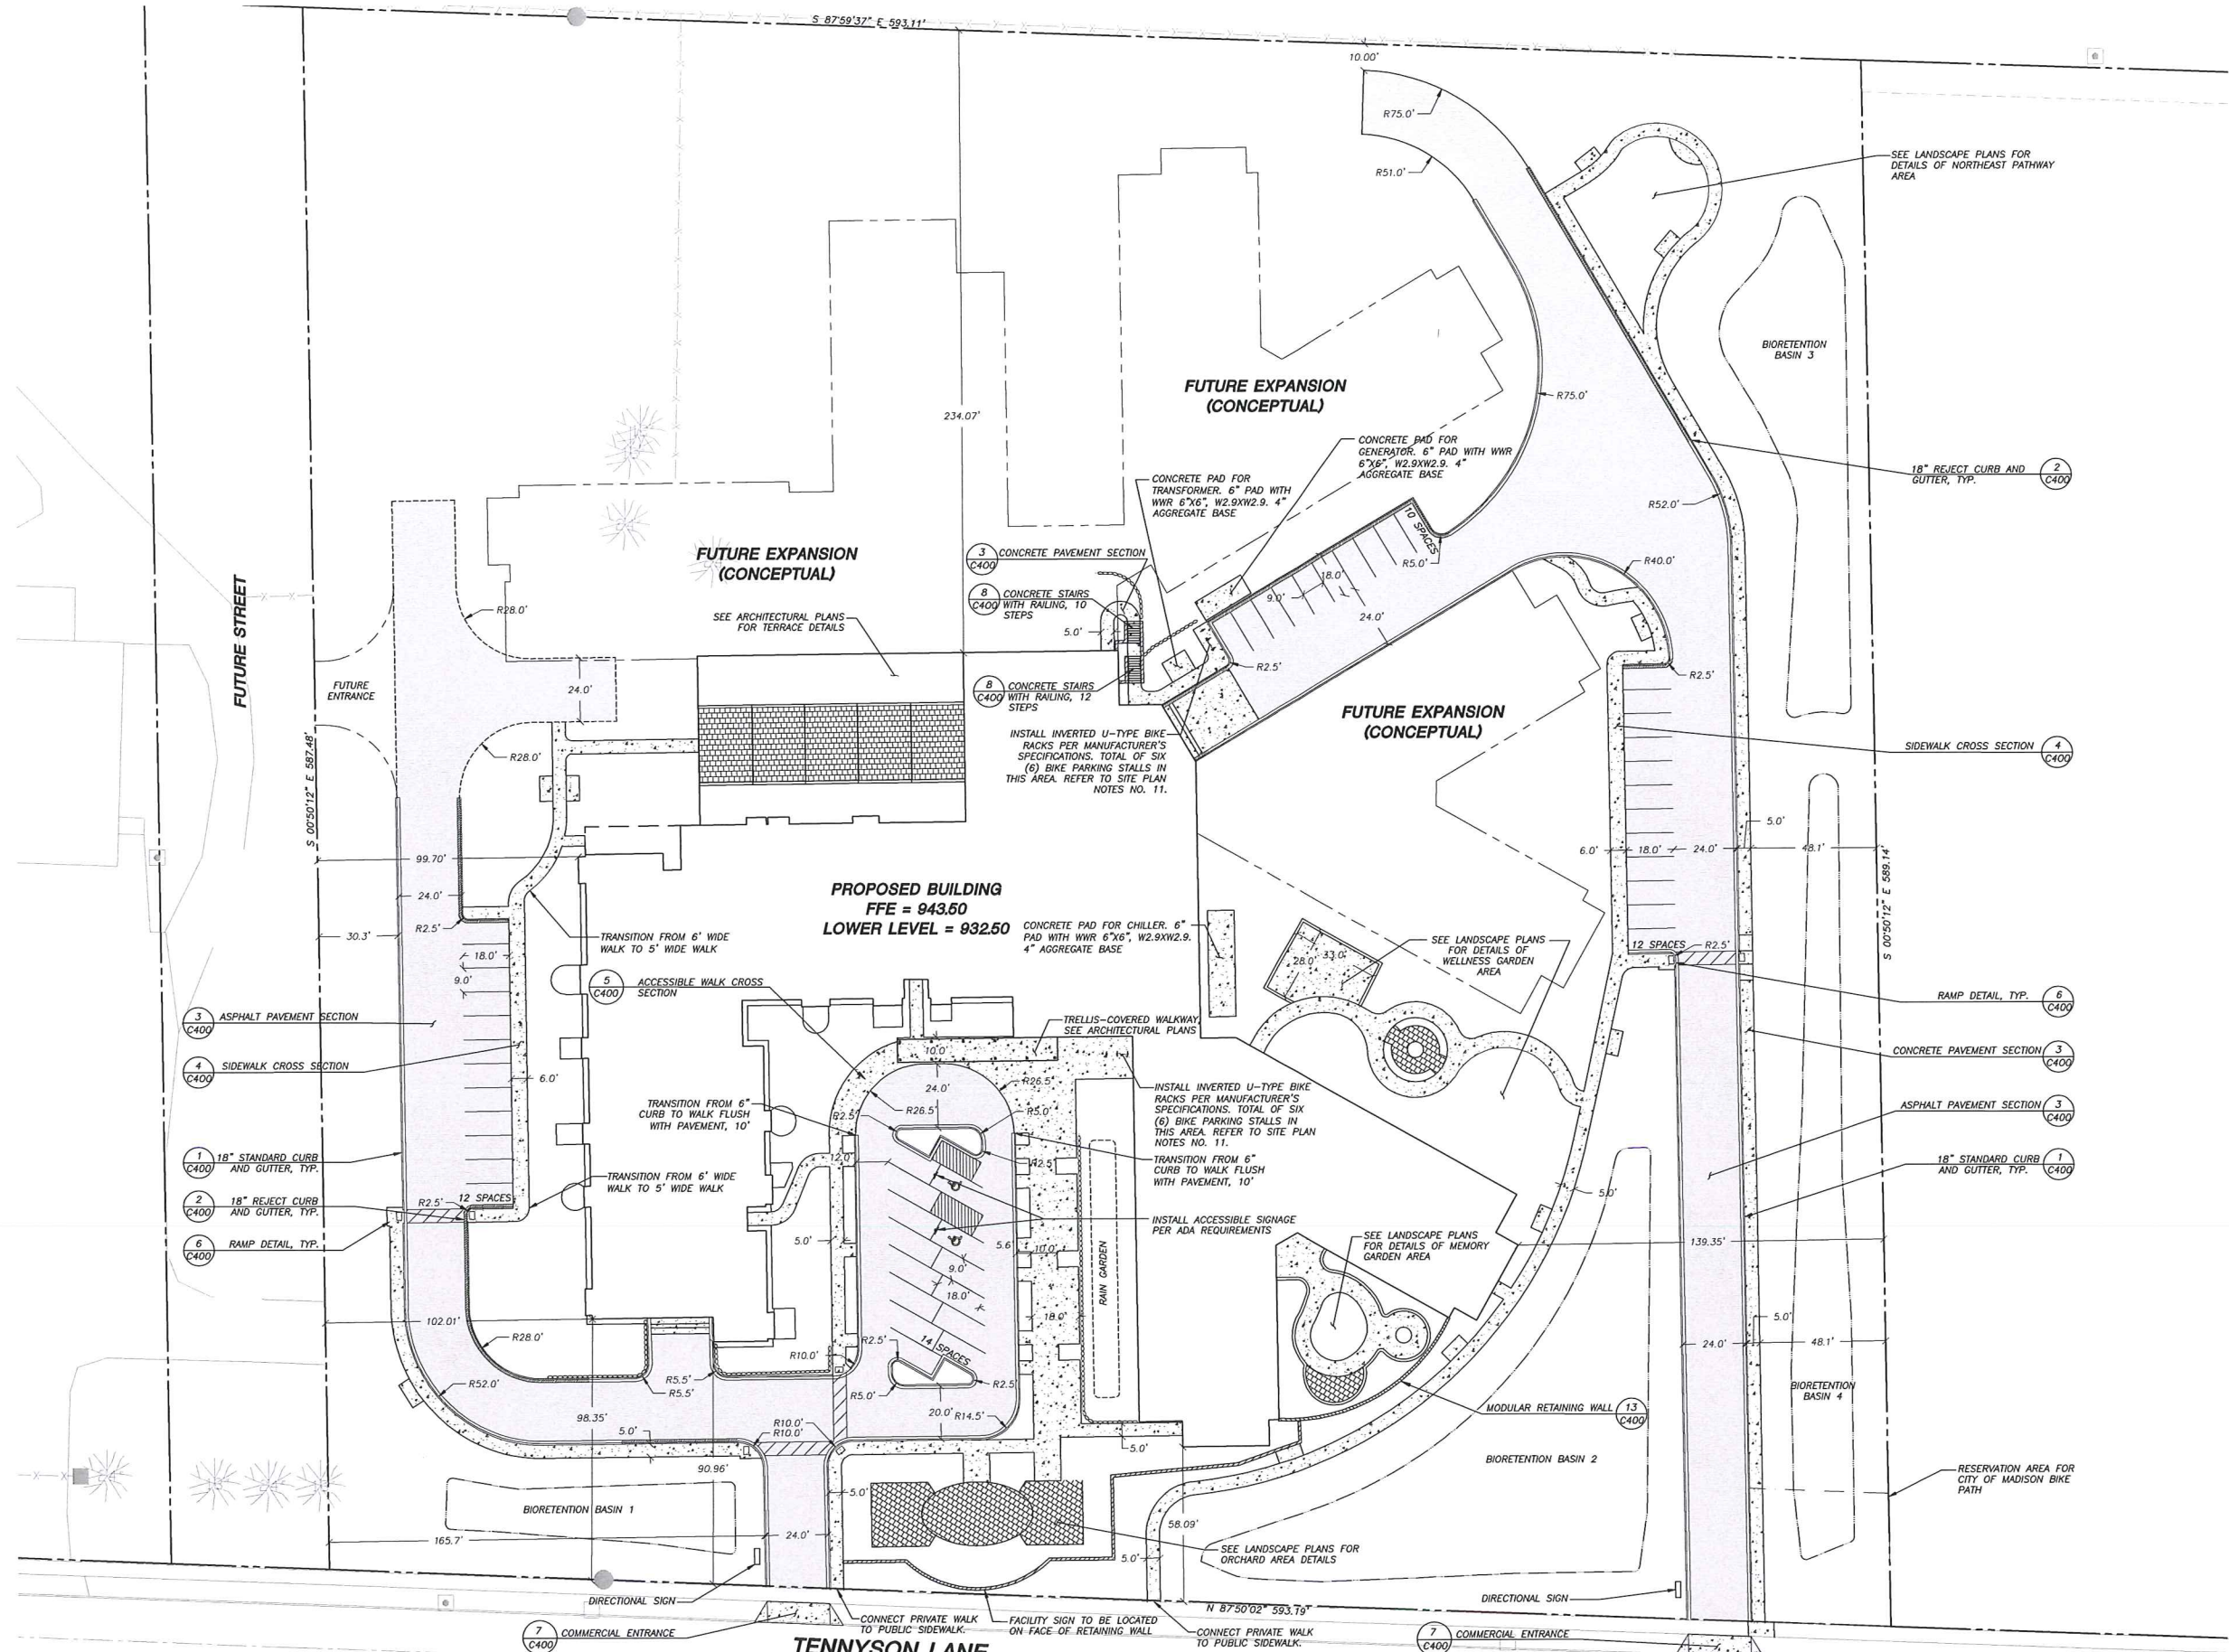 S 87°59'37" E 593.11'
10.00'
R75.0'
R51.0'
SEE LANDSCAPE PLANS FOR
DETAILS OF NORTHEAST PATHWAY
AREA
BIORETENTION
BASIN 3
FUTURE EXPANSION
(CONCEPTUAL)
234.07'
R75.0'
CONCRETE PAD FOR
GENERATOR. 6" PAD WITH WWR
6"X6", W2.9XW2.9. 4"
AGGREGATE BASE
18" REJECT CURB AND
GUTTER, TYP.
2
C400
CONCRETE PAD FOR
TRANSFORMER. 6" PAD WITH
WWR 6"X6", W2.9XW2.9. 4"
AGGREGATE BASE
R52.0'
10 SPACES
R5.0'
R40.0'
FUTURE EXPANSION
(CONCEPTUAL)
3
C400
CONCRETE PAVEMENT SECTION
8
C400
CONCRETE STAIRS
WITH RAILING, 10
STEPS
18.0'
9.0'
24.0'
5.0'
FUTURE STREET
R28.0'
SEE ARCHITECTURAL PLANS
FOR TERRACE DETAILS
R2.5'
R2.5'
FUTURE
ENTRANCE
24.0'
8
C400
CONCRETE STAIRS
WITH RAILING, 12
STEPS
FUTURE EXPANSION
(CONCEPTUAL)
INSTALL INVERTED U-TYPE BIKE
RACKS PER MANUFACTURER'S
SPECIFICATIONS. TOTAL OF SIX
(6) BIKE PARKING STALLS IN
THIS AREA. REFER TO SITE PLAN
NOTES NO. 11.
S 00°50'12" E 587.48'
R28.0'
SIDEWALK CROSS SECTION
4
C400
5.0'
6.0'
18.0'
24.0'
48.1'
S 00°50'12" E 589.14'
99.70'
24.0'
PROPOSED BUILDING
FFE = 943.50
LOWER LEVEL = 932.50
CONCRETE PAD FOR CHILLER. 6"
PAD WITH WWR 6"X6", W2.9XW2.9.
4" AGGREGATE BASE
R2.5'
30.3'
TRANSITION FROM 6' WIDE
WALK TO 5' WIDE WALK
18.0'
9.0'
SEE LANDSCAPE PLANS
FOR DETAILS OF
WELLNESS GARDEN
AREA
28.0'
33.0'
12 SPACES
R2.5'
5
C400
ACCESSIBLE WALK CROSS
SECTION
RAMP DETAIL, TYP.
6
C400
3
C400
ASPHALT PAVEMENT SECTION
TRELLIS-COVERED WALKWAY,
SEE ARCHITECTURAL PLANS
CONCRETE PAVEMENT SECTION
3
C400
4
C400
SIDEWALK CROSS SECTION
10.0'
6.0'
24.0'
R26.5'
R26.5'
R2.5'
R5.0'
TRANSITION FROM 6"
CURB TO WALK FLUSH
WITH PAVEMENT, 10'
INSTALL INVERTED U-TYPE BIKE
RACKS PER MANUFACTURER'S
SPECIFICATIONS. TOTAL OF SIX
(6) BIKE PARKING STALLS IN
THIS AREA. REFER TO SITE PLAN
NOTES NO. 11.
ASPHALT PAVEMENT SECTION
3
C400
1
C400
18" STANDARD CURB
AND GUTTER, TYP.
12.0'
R2.5'
TRANSITION FROM 6"
CURB TO WALK FLUSH
WITH PAVEMENT, 10'
18" STANDARD CURB
AND GUTTER, TYP.
1
C400
TRANSITION FROM 6' WIDE
WALK TO 5' WIDE WALK
2
C400
18" REJECT CURB
AND GUTTER, TYP.
R2.5'
12 SPACES
5.0'
INSTALL ACCESSIBLE SIGNAGE
PER ADA REQUIREMENTS
6
C400
RAMP DETAIL, TYP.
5.0'
5.6'
10.0'
9.0'
18.0'
RAIN GARDEN
SEE LANDSCAPE PLANS
FOR DETAILS OF MEMORY
GARDEN AREA
139.35'
102.01'
R28.0'
18.0'
5.0'
24.0'
48.1'
R2.5'
14 SPACES
R10.0'
R52.0'
R5.5'
R5.5'
R5.0'
R2.5'
BIORETENTION
BASIN 4
98.35'
20.0'
R14.5'
R10.0'
R10.0'
MODULAR RETAINING WALL
13
C400
5.0'
5.0'
90.96'
BIORETENTION BASIN 2
RESERVATION AREA FOR
CITY OF MADISON BIKE
PATH
5.0'
BIORETENTION BASIN 1
165.7'
24.0'
58.09'
5.0'
SEE LANDSCAPE PLANS FOR
ORCHARD AREA DETAILS
DIRECTIONAL SIGN
N 87°50'02" 593.19'
DIRECTIONAL SIGN
7
C400
COMMERCIAL ENTRANCE
CONNECT PRIVATE WALK
TO PUBLIC SIDEWALK.
FACILITY SIGN TO BE LOCATED
ON FACE OF RETAINING WALL
CONNECT PRIVATE WALK
TO PUBLIC SIDEWALK.
7
C400
COMMERCIAL ENTRANCE
TENNYSON LANE